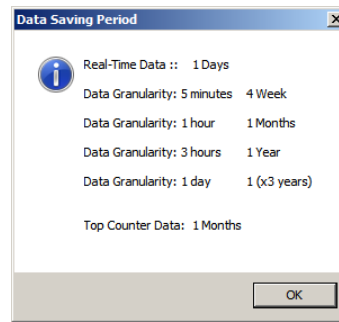 Data Saving Period
Real-Time Data :: 1 Days
Data Granularity: 5 minutes 4 Week
Data Granularity: 1 hour 1 Months
Data Granularity: 3 hours 1 Year
Data Granularity: 1 day 1 (x3 years)
Top Counter Data: 1 Months
OK